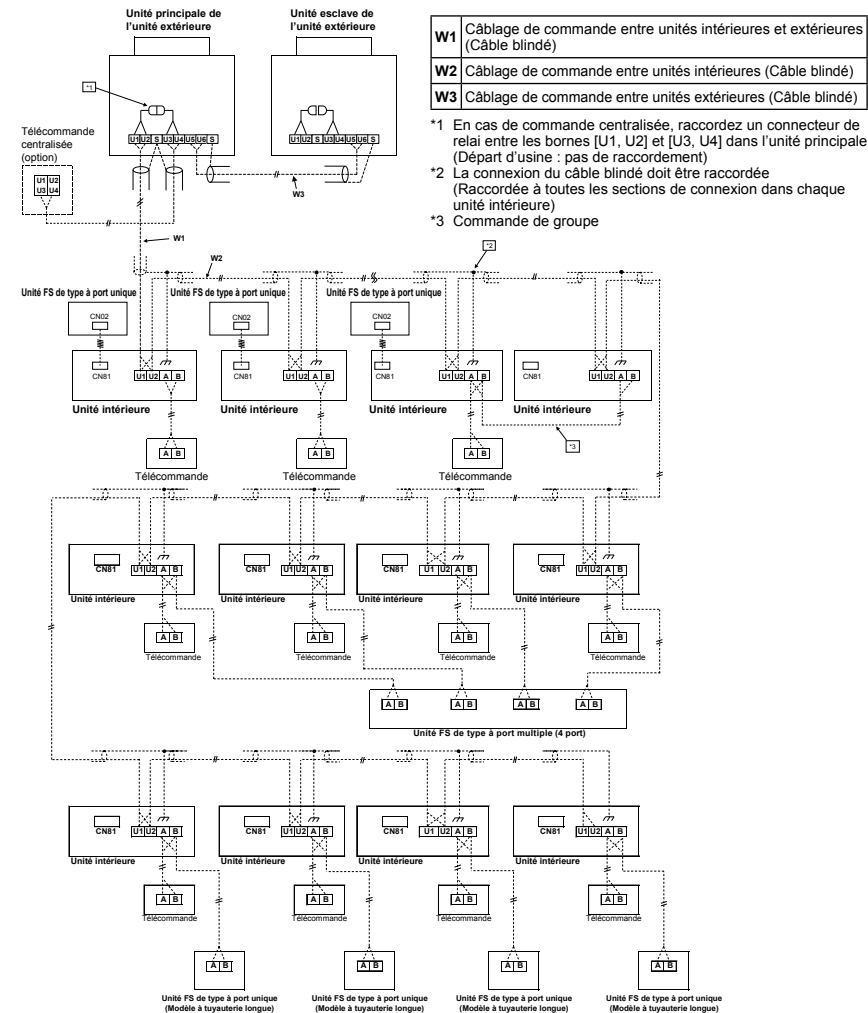 Unité principale de
l'unité extérieure
Unité esclave de
l'unité extérieure
W1 Câblage de commande entre unités intérieures et extérieures
(Câble blindé)
W2 Câblage de commande entre unités intérieures (Câble blindé)
W3 Câblage de commande entre unités extérieures (Câble blindé)
*1 En cas de commande centralisée, raccordez un connecteur de
relai entre les bornes [U1, U2] et [U3, U4] dans l'unité principale
(Départ d'usine : pas de raccordement)
*2 La connexion du câble blindé doit être raccordée
(Raccordée à toutes les sections de connexion dans chaque
unité intérieure)
*3 Commande de groupe
*1
U1 U2 S U3 U4 U5 U6 S
U1 U2 S U3 U4 U5 U6 S
Télécommande
centralisée
(option)
U1 U2
U3 U4
W3
W1
W2
*2
Unité FS de type à port unique
Unité FS de type à port unique
Unité FS de type à port unique
CN02
CN02
CN02
CN81
U1 U2 A B
CN81
U1 U2 A B
CN81
U1 U2 A B
CN81
U1 U2 A B
Unité intérieure
Unité intérieure
Unité intérieure
Unité intérieure
*3
A B
A B
A B
Télécommande
Télécommande
Télécommande
CN81
U1 U2 A B
CN81
U1 U2 A B
CN81
U1 U2 A B
CN81
U1 U2 A B
Unité intérieure
Unité intérieure
Unité intérieure
Unité intérieure
A B
A B
A B
A B
Télécommande
Télécommande
Télécommande
Télécommande
A B
A B
A B
A B
Unité FS de type à port multiple (4 port)
CN81
U1 U2 A B
CN81
U1 U2 A B
CN81
U1 U2 A B
CN81
U1 U2 A B
Unité intérieure
Unité intérieure
Unité intérieure
Unité intérieure
A B
A B
A B
A B
Télécommande
Télécommande
Télécommande
Télécommande
A B
A B
A B
A B
Unité FS de type à port unique
(Modèle à tuyauterie longue)
Unité FS de type à port unique
(Modèle à tuyauterie longue)
Unité FS de type à port unique
(Modèle à tuyauterie longue)
Unité FS de type à port unique
(Modèle à tuyauterie longue)